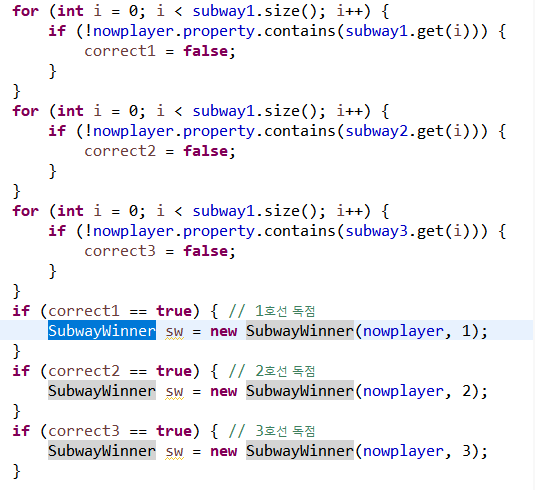 for (int i = 0; i < subway1.size(); i++) {
    if (!nowplayer.property.contains(subway1.get(i))) {
        correct1 = false;
    }
}
for (int i = 0; i < subway1.size(); i++) {
    if (!nowplayer.property.contains(subway2.get(i))) {
        correct2 = false;
    }
}
for (int i = 0; i < subway1.size(); i++) {
    if (!nowplayer.property.contains(subway3.get(i))) {
        correct3 = false;
    }
}
if (correct1 == true) { // 1호선 독점
    SubwayWinner sw = new SubwayWinner(nowplayer, 1);
}
if (correct2 == true) { // 2호선 독점
    SubwayWinner sw = new SubwayWinner(nowplayer, 2);
}
if (correct3 == true) { // 3호선 독점
    SubwayWinner sw = new SubwayWinner(nowplayer, 3);
}